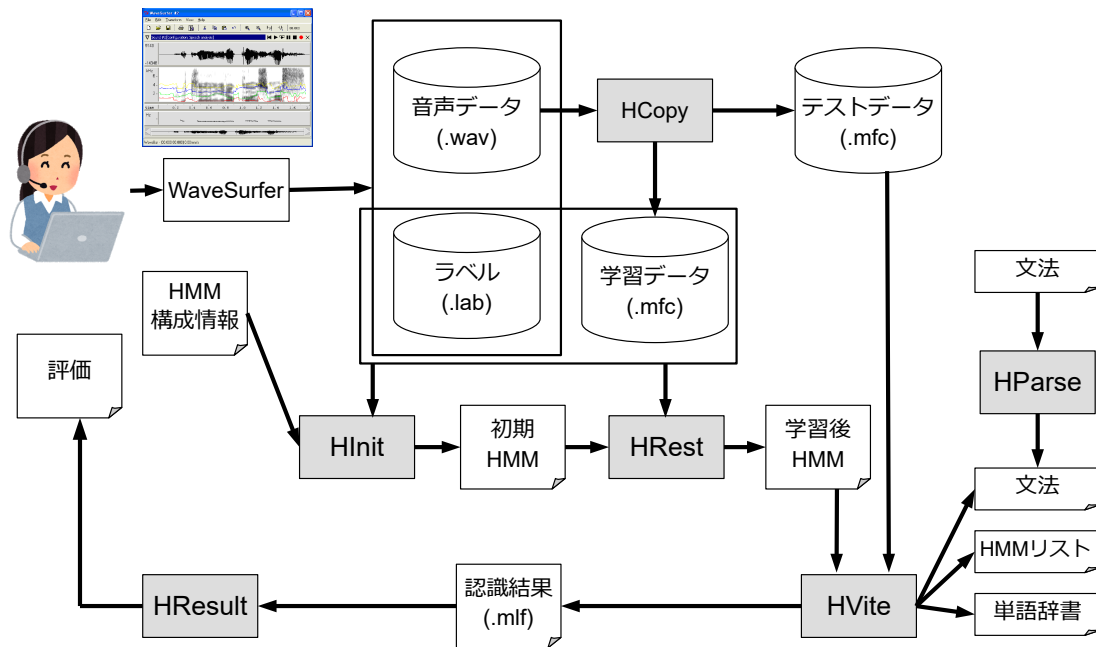 音声データ
(.wav)
HCopy
テストデータ
(.mfc)
WaveSurfer
ラベル
(.lab)
学習データ
(.mfc)
文法
HMM
構成情報
評価
HParse
HInit
初期
HMM
HRest
学習後
HMM
文法
HMMリスト
単語辞書
HResult
認識結果
(.mlf)
HVite